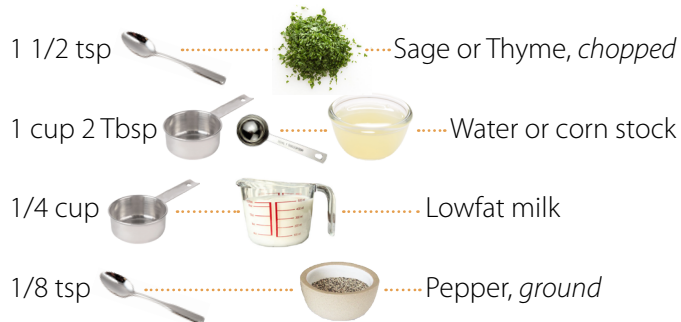 1 1/2 tsp Sage or Thyme, chopped
1 cup 2 Tbsp Water or corn stock
1/4 cup Lowfat milk
1/8 tsp Pepper, ground